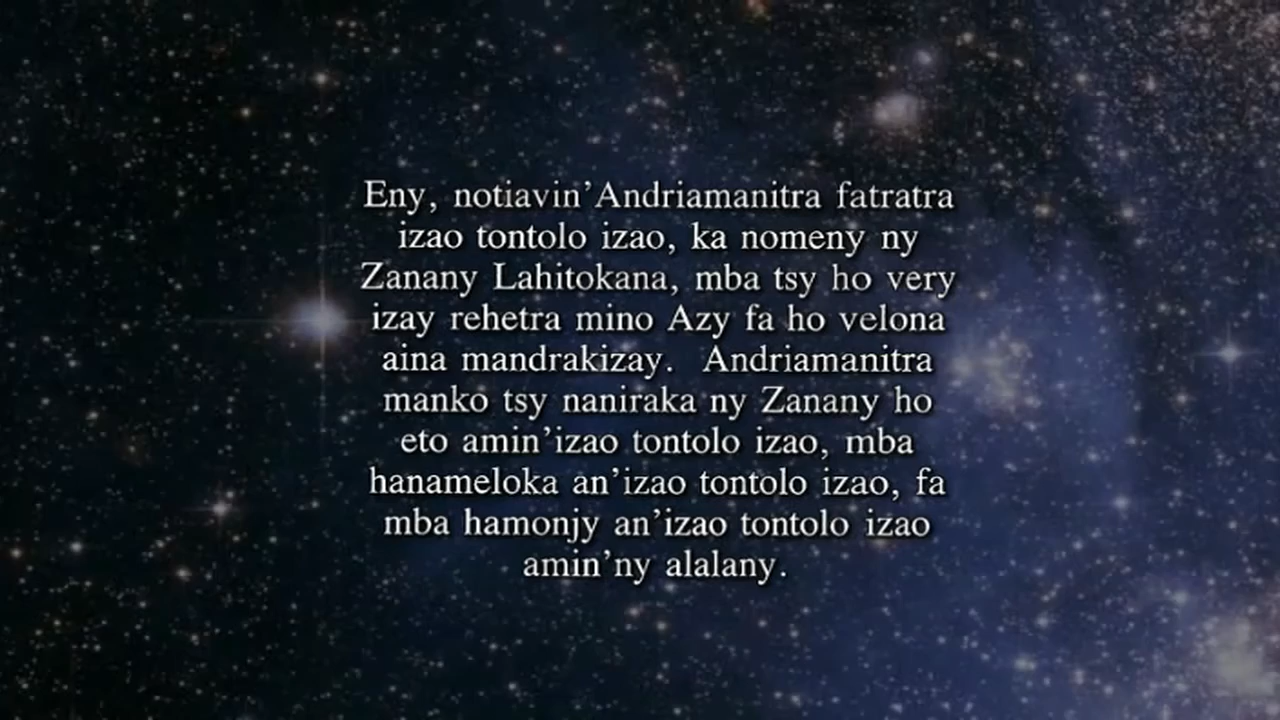 Eny, notiavin’Andriamanitra fatratra
izao tontolo izao, ka nomeny ny
Zanany Lahitokana, mba tsy ho very
izay rehetra mino Azy fa ho velona
aina mandrakizay.  Andriamanitra
manko tsy naniraka ny Zanany ho
eto amin’izao tontolo izao, mba
hanameloka an’izao tontolo izao, fa
mba hamonjy an’izao tontolo izao
amin’ny alalany.